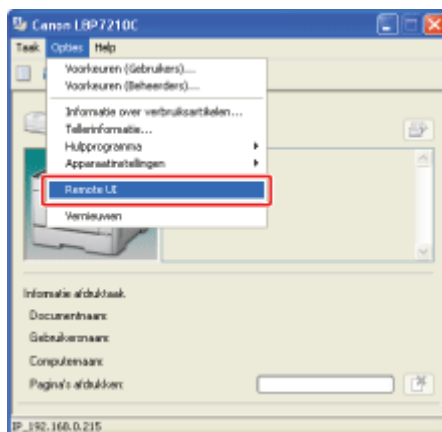 Canon LBP7210C
Taak Opties Help
Voorkeuren (Gebruikers)....
Voorkeuren (Beheerders)....
Informatie over verbruiksartikelen...
Tellerinformatie...
Hulpprogramma
Apparaatinstellingen
Remote UI
Vernieuwen
Informatie afdruktaak
Documentnaam:
Gebruikersnaam:
Computernaam:
Pagina's afdrukken:
IP_192.168.0.215